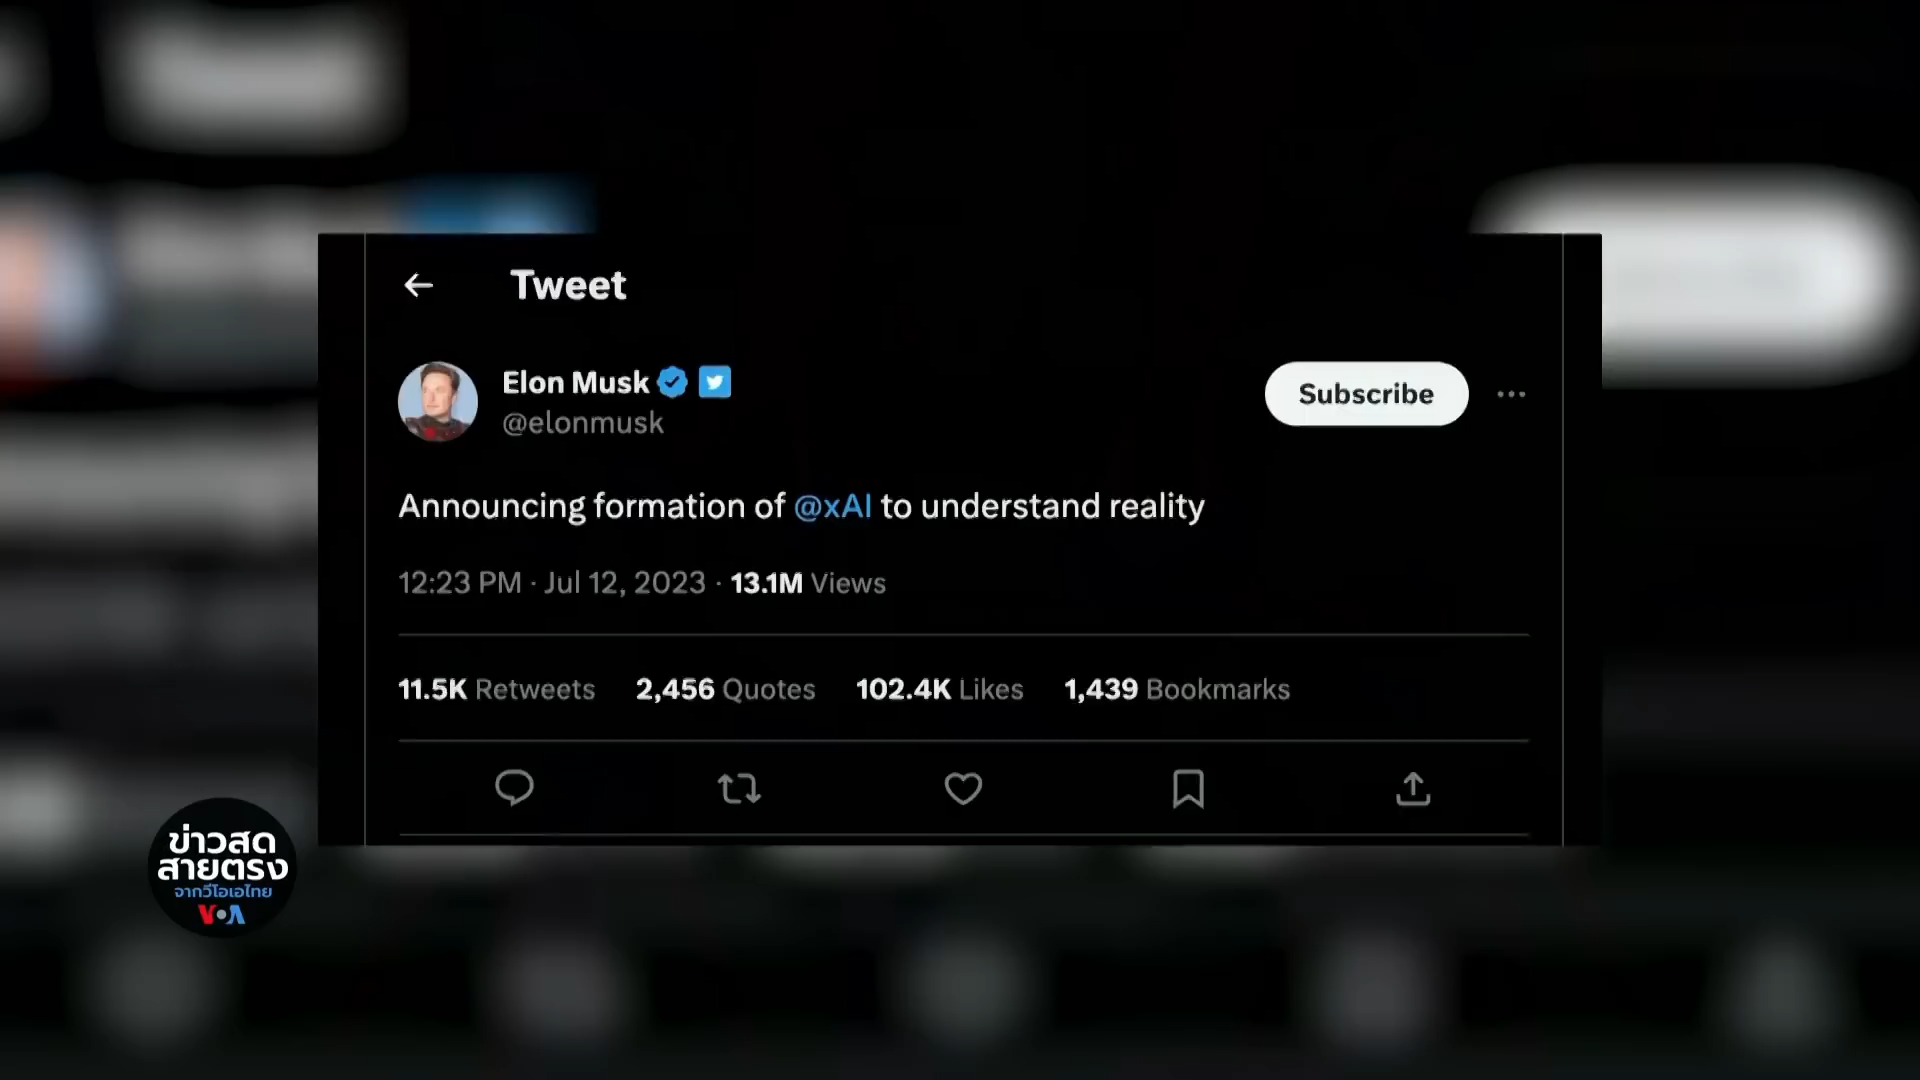 Tweet
Elon Musk
@elonmusk
Subscribe
Announcing formation of @xAI to understand reality
12:23 PM · Jul 12, 2023 · 13.1M Views
11.5K Retweets 2,456 Quotes 102.4K Likes 1,439 Bookmarks
ข่าวสด
สายตรง
จากวีโอเอไทย
VOA